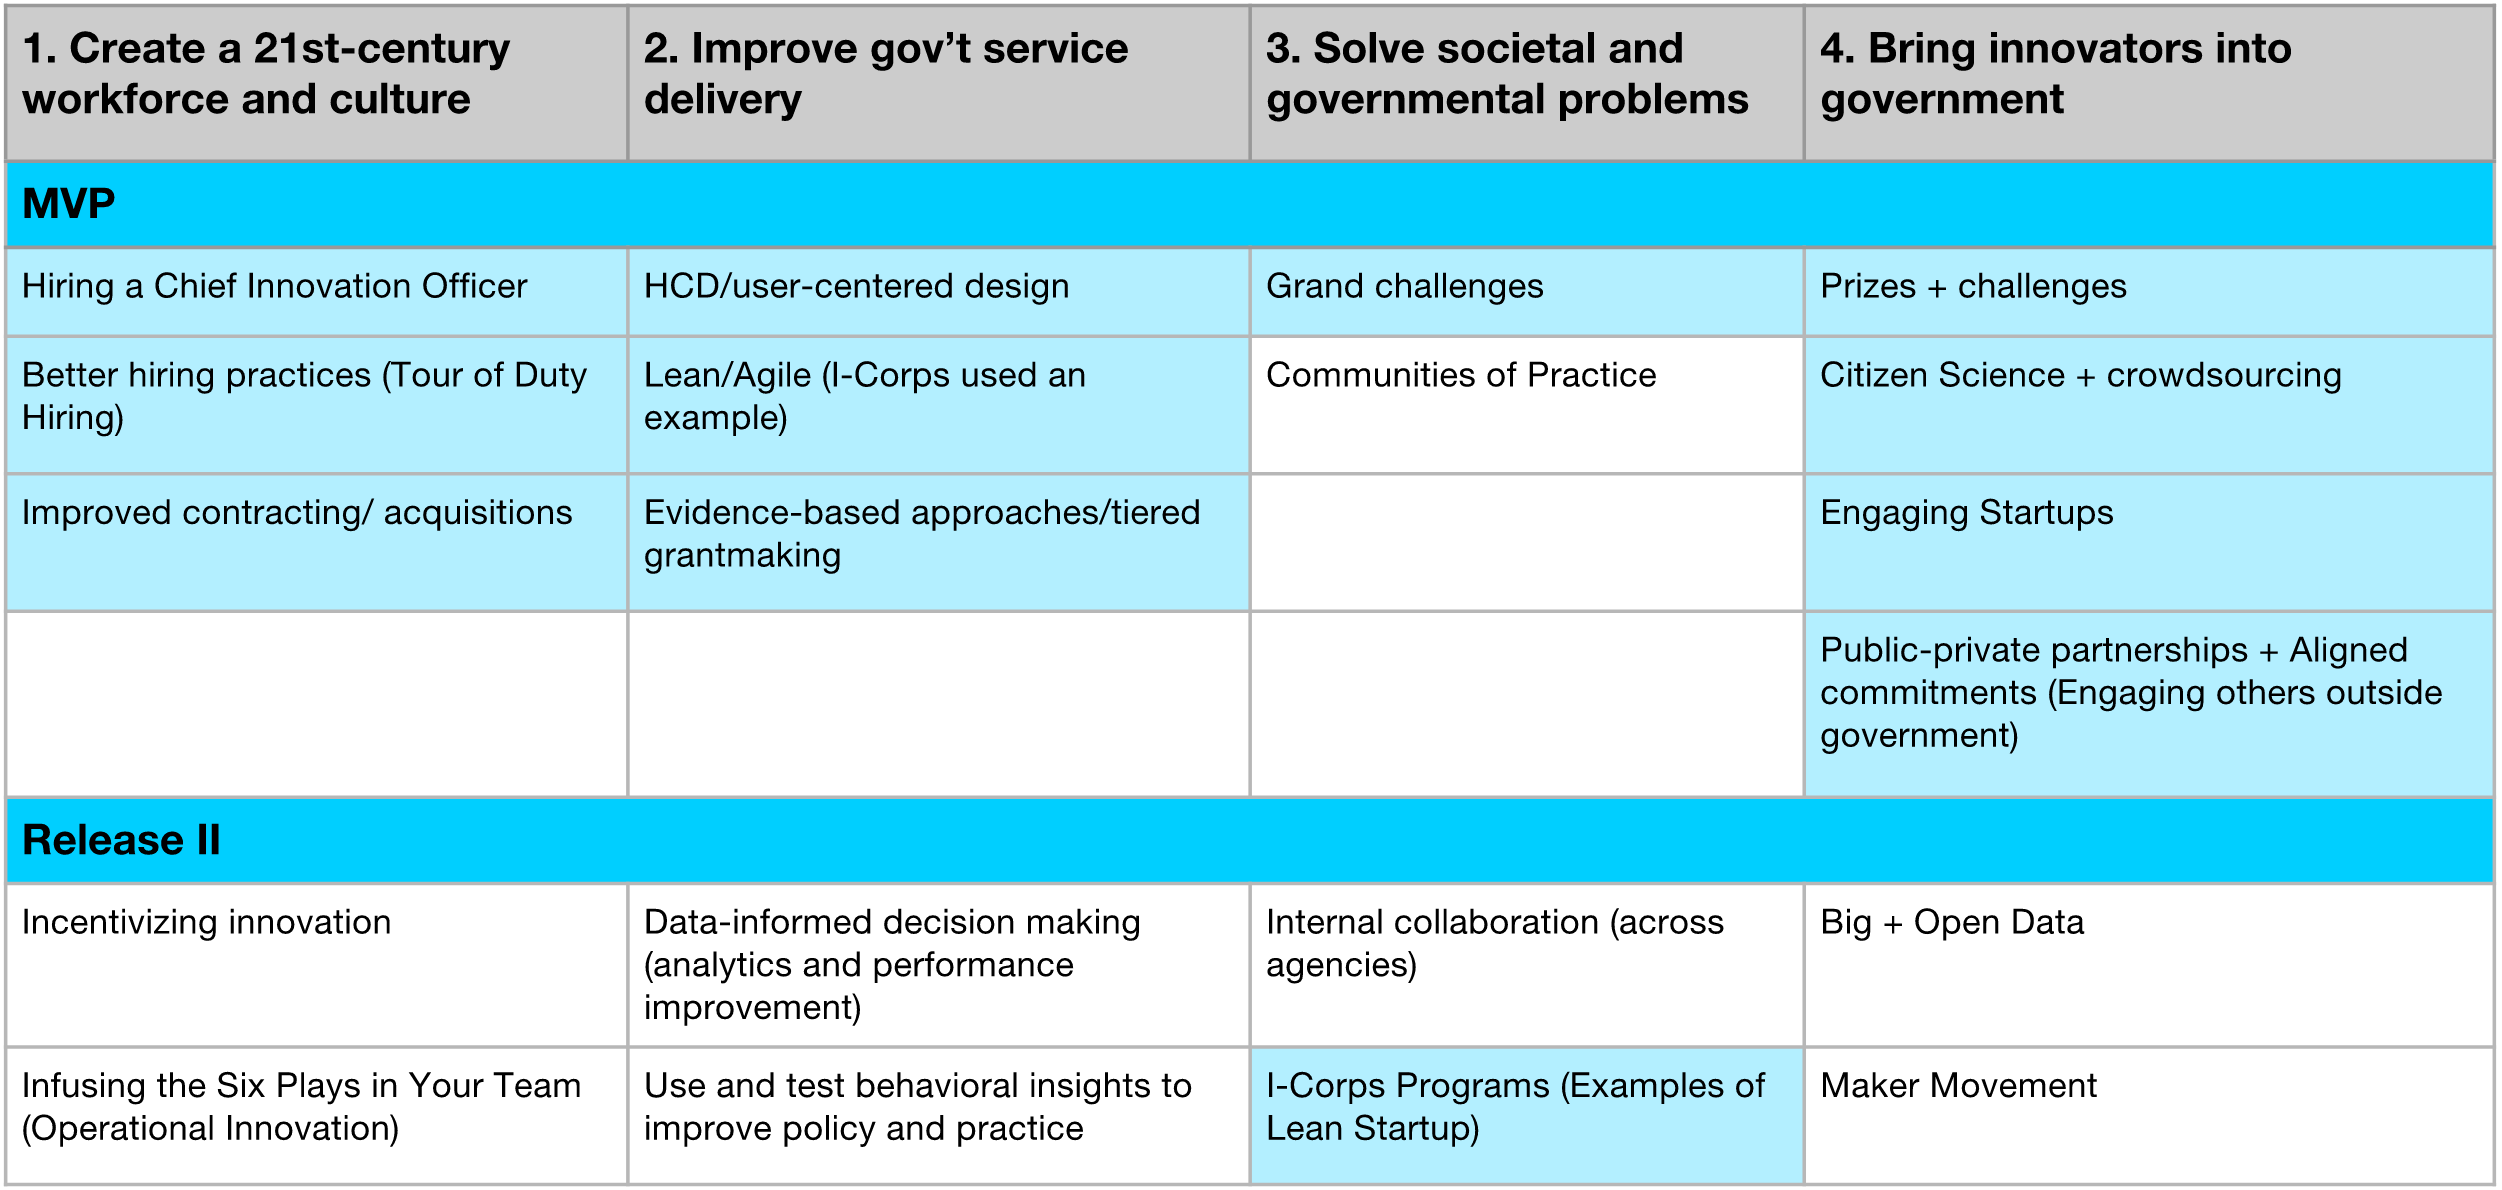 1. Create a 21st-century
workforce and culture
2. Improve gov't service
delivery
3. Solve societal and
governmental problems
4. Bring innovators into
government
MVP
Hiring a Chief Innovation Officer
HCD/user-centered design
Grand challenges
Prizes + challenges
Better hiring practices (Tour of Duty
Hiring)
Lean/Agile (I-Corps used an
example)
Communities of Practice
Citizen Science + crowdsourcing
Improved contracting/ acquisitions
Evidence-based approaches/tiered
grantmaking
Engaging Startups
Public-private partnerships + Aligned
commitments (Engaging others outside
government)
Release II
Incentivizing innovation
Data-informed decision making
(analytics and performance
improvement)
Internal collaboration (across
agencies)
Big + Open Data
Infusing the Six Plays in Your Team
(Operational Innovation)
Use and test behavioral insights to
improve policy and practice
I-Corps Programs (Examples of
Lean Startup)
Maker Movement